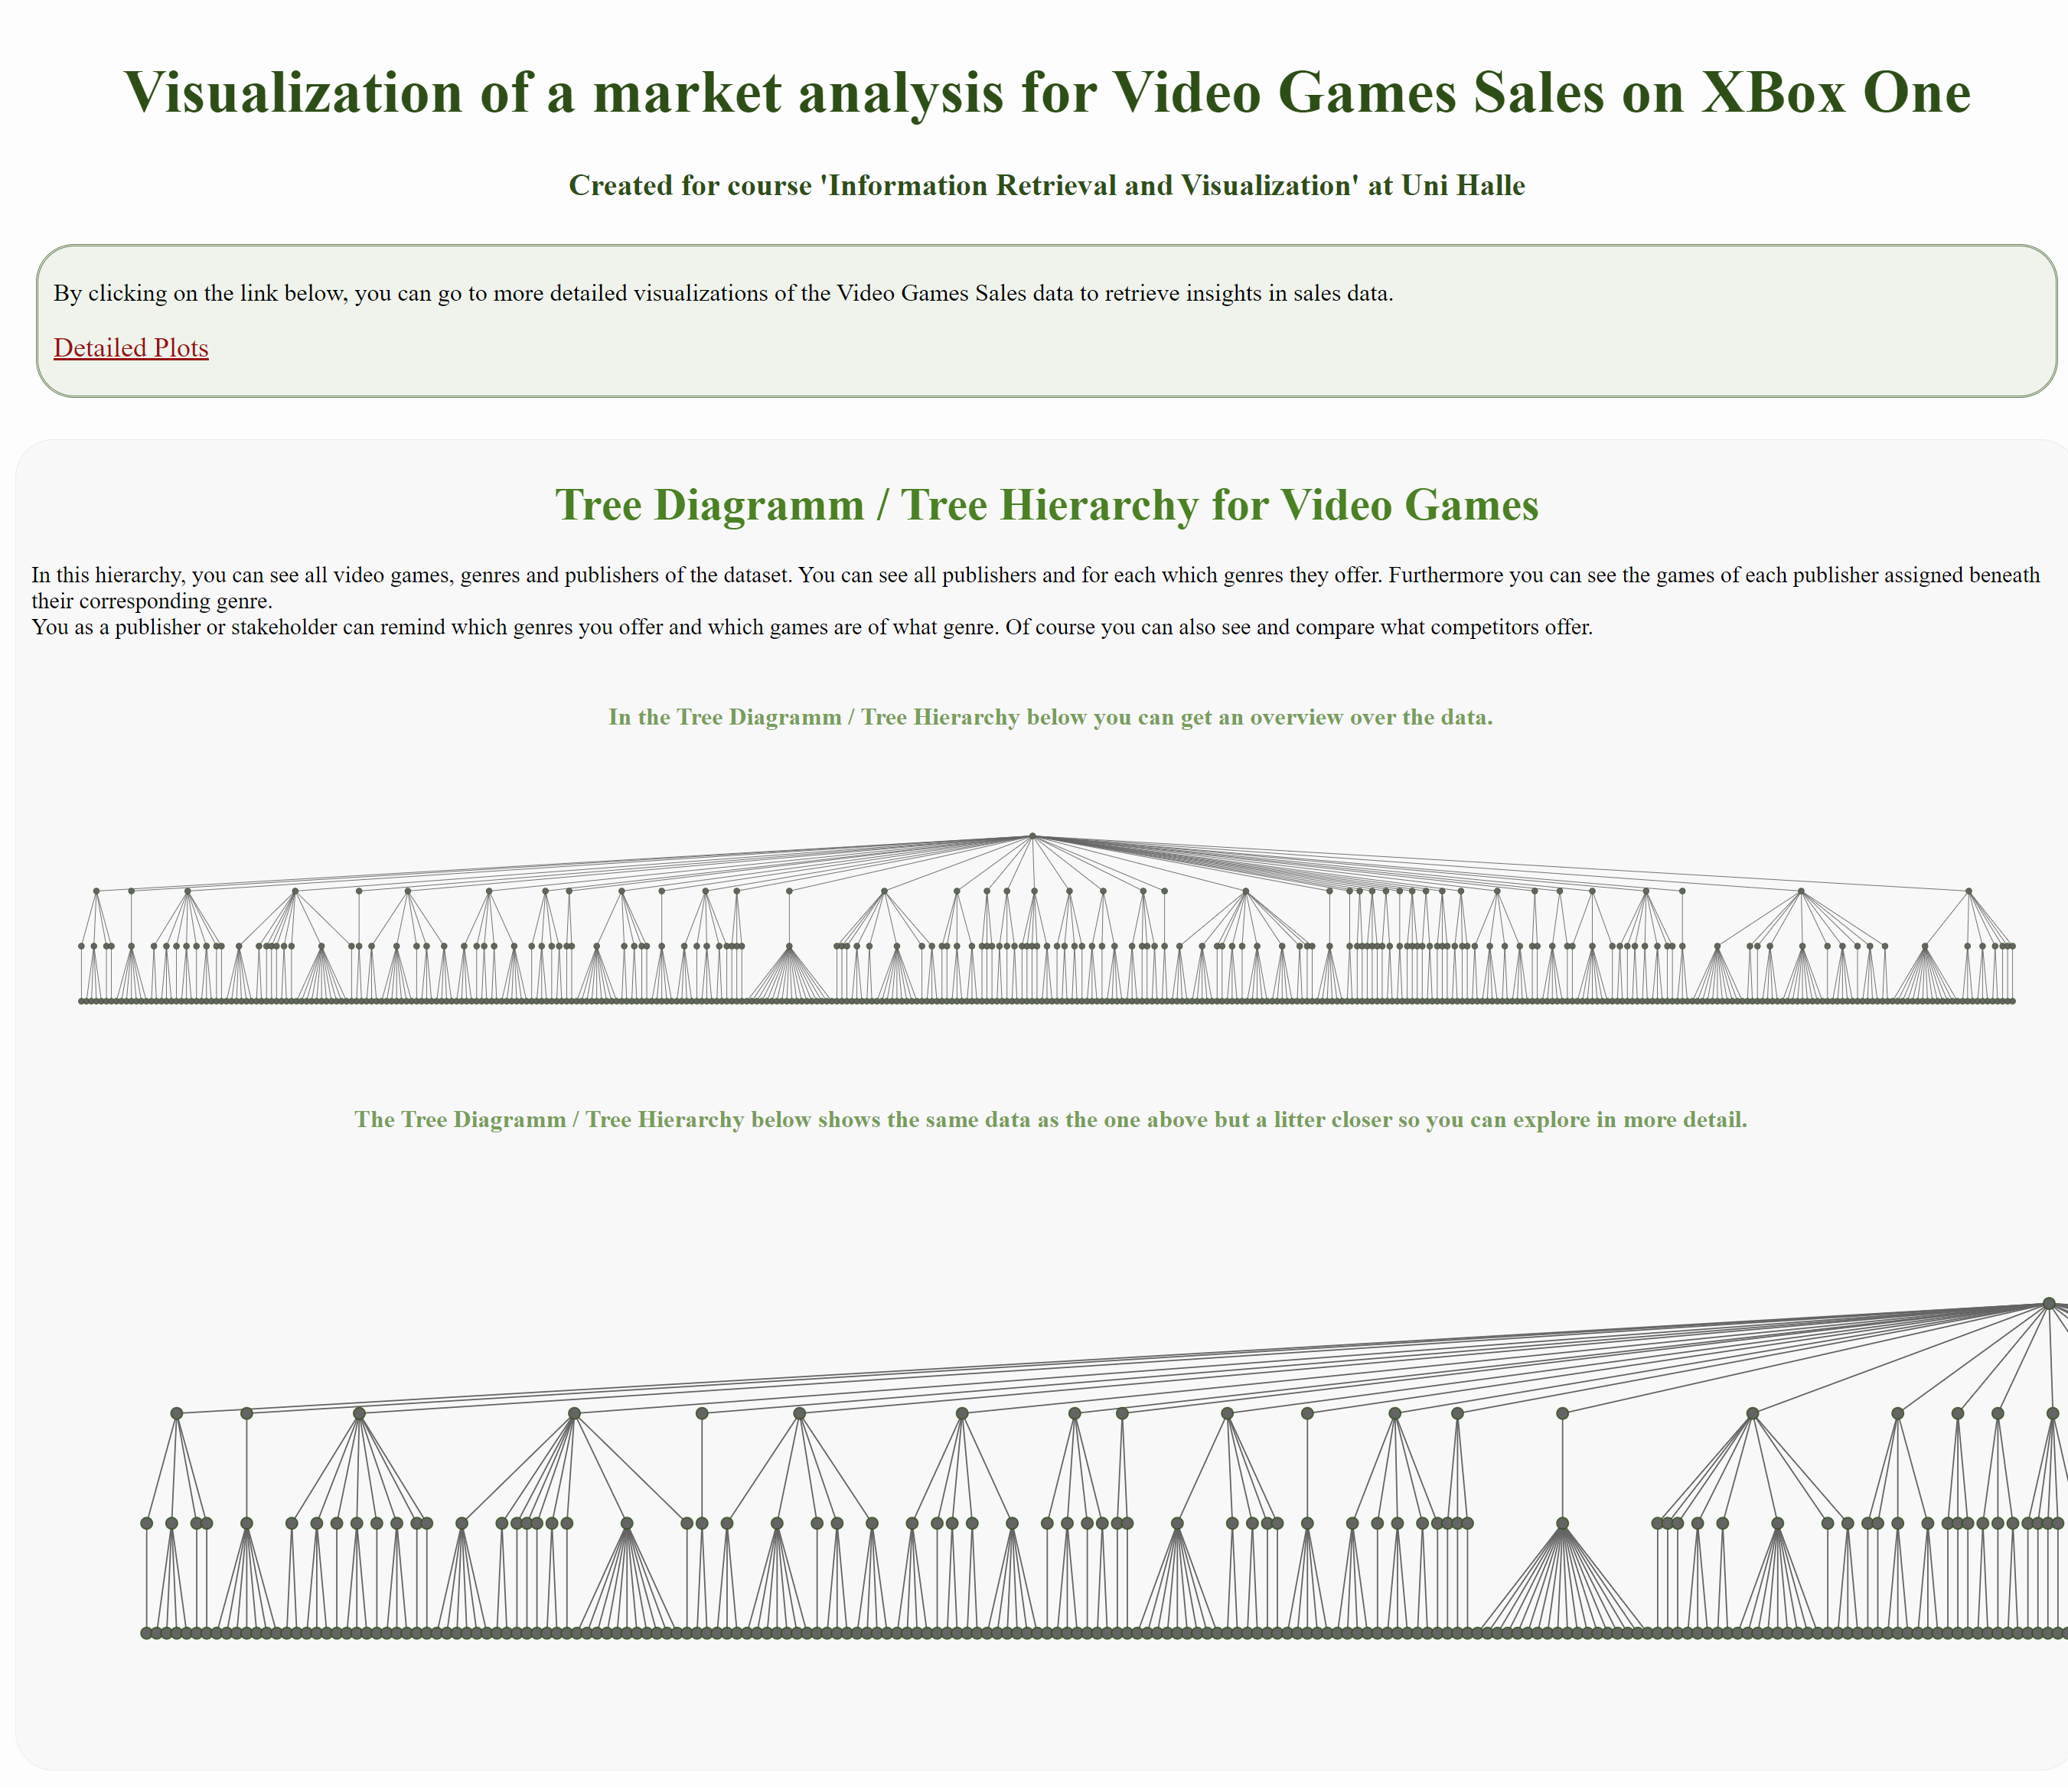 Visualization of a market analysis for Video Games Sales on XBox One
Created for course 'Information Retrieval and Visualization' at Uni Halle
By clicking on the link below, you can go to more detailed visualizations of the Video Games Sales data to retrieve insights in sales data.
Detailed Plots
Tree Diagramm / Tree Hierarchy for Video Games
In this hierarchy, you can see all video games, genres and publishers of the dataset. You can see all publishers and for each which genres they offer. Furthermore you can see the games of each publisher assigned beneath
their corresponding genre.
You as a publisher or stakeholder can remind which genres you offer and which games are of what genre. Of course you can also see and compare what competitors offer.
In the Tree Diagramm / Tree Hierarchy below you can get an overview over the data.
The Tree Diagramm / Tree Hierarchy below shows the same data as the one above but a litter closer so you can explore in more detail.